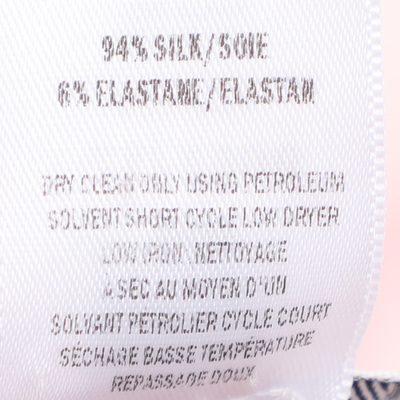 94% SILK/SOIE
6% ELASTANE/ELASTAN
DRY CLEAN ONLY USING PETROLEUM
SOLVENT SHORT CYCLE LOW DRYER
LOW IRON. NETTOYAGE
À SEC AU MOYEN D'UN
SOLVANT PETROLIER CYCLE COURT
SÉCHAGE BASSE TEMPÉRATURE
REPASSAGE DOUX